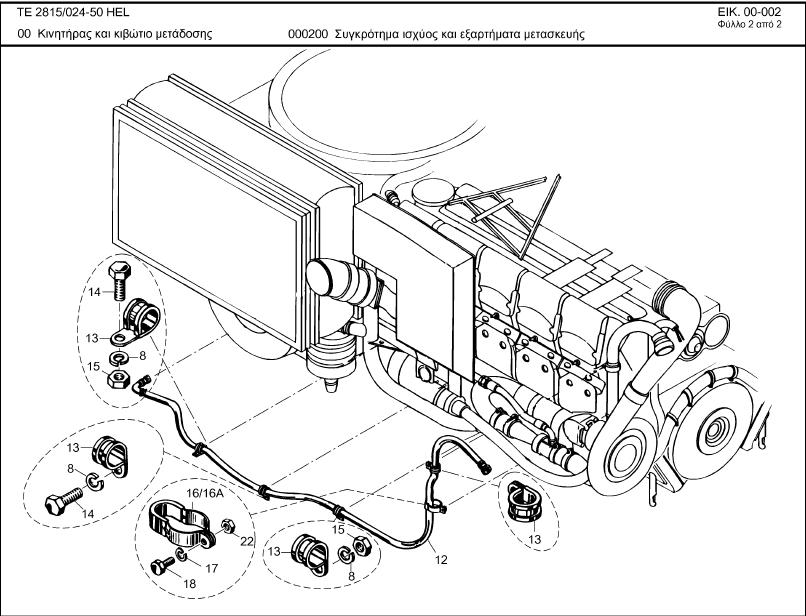 TE 2815/024-50 HEL
ΕΙΚ. 00-002
Φύλλο 2 από 2
00 Κινητήρας και κιβώτιο μετάδοσης
000200 Συγκρότημα ισχύος και εξαρτήματα μετασκευής
14
13
8
15
13
8
14
16/16A
22
17
18
15
13
8
12
13